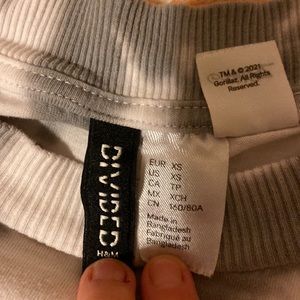 TM & © 2021
Gorillaz. All Rights
Reserved.
DIVIDED
H&M
EUR XS
US XS
CA TP
MX XCH
CN 160/80A
Made in
Bangladesh
Fabriqué au
Bangladesh